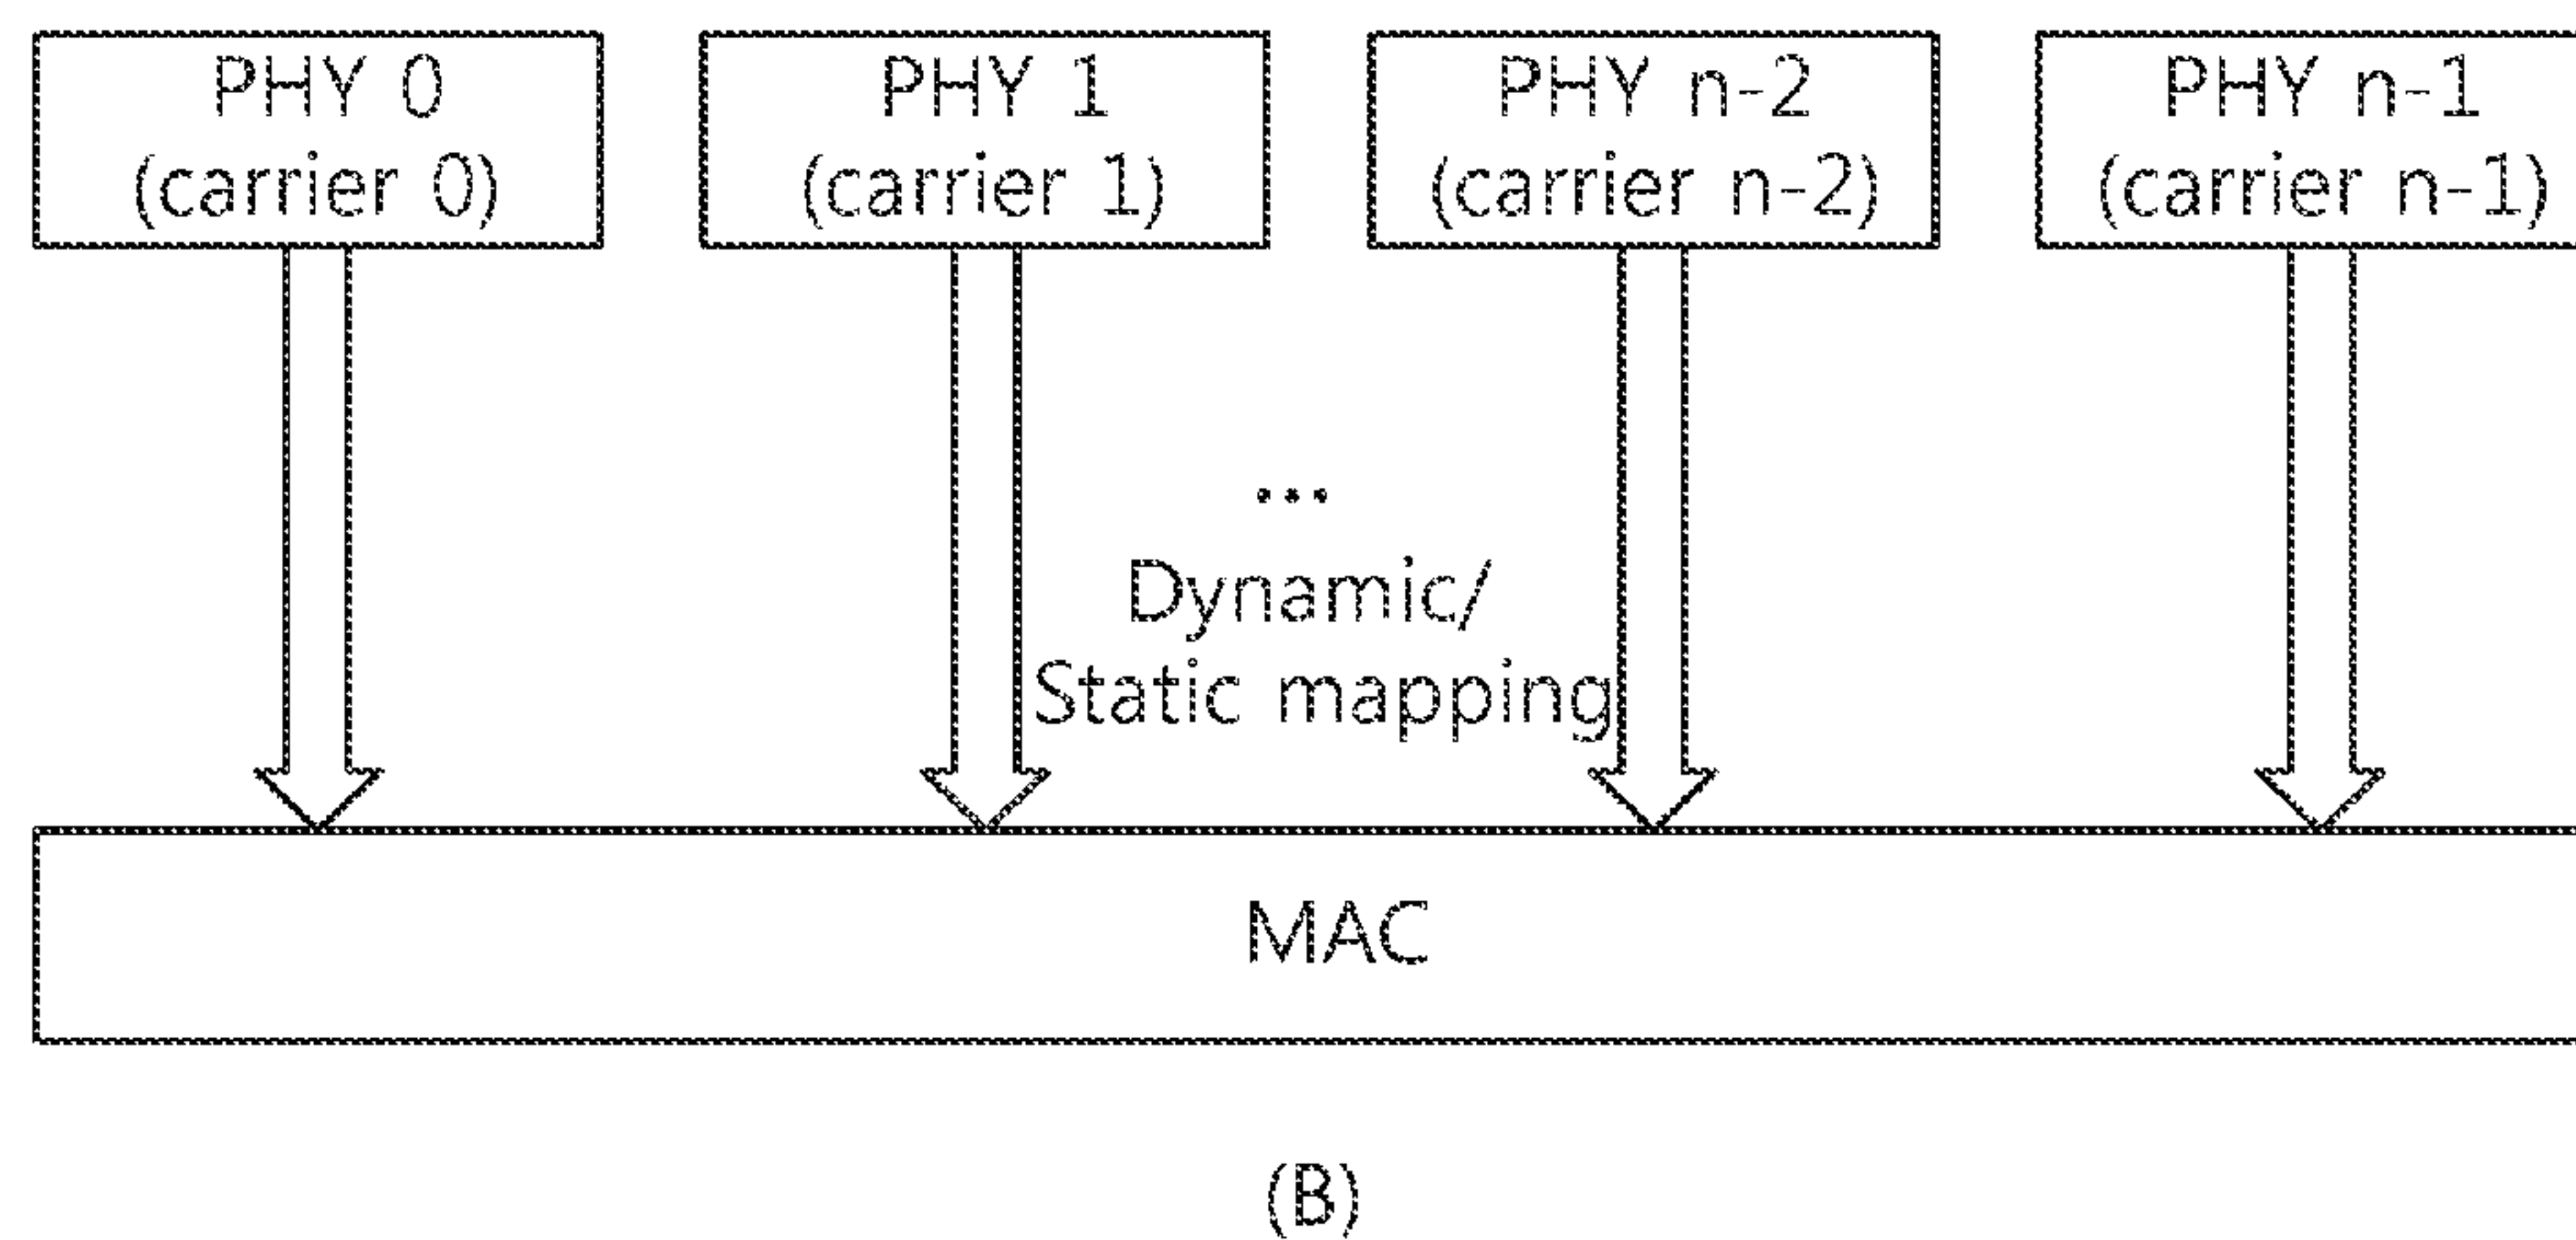 PHY 0
(carrier 0)
PHY 1
(carrier 1)
PHY n-2
(carrier n-2)
PHY n-1
(carrier n-1)
...
Dynamic/
Static mapping
MAC
(B)